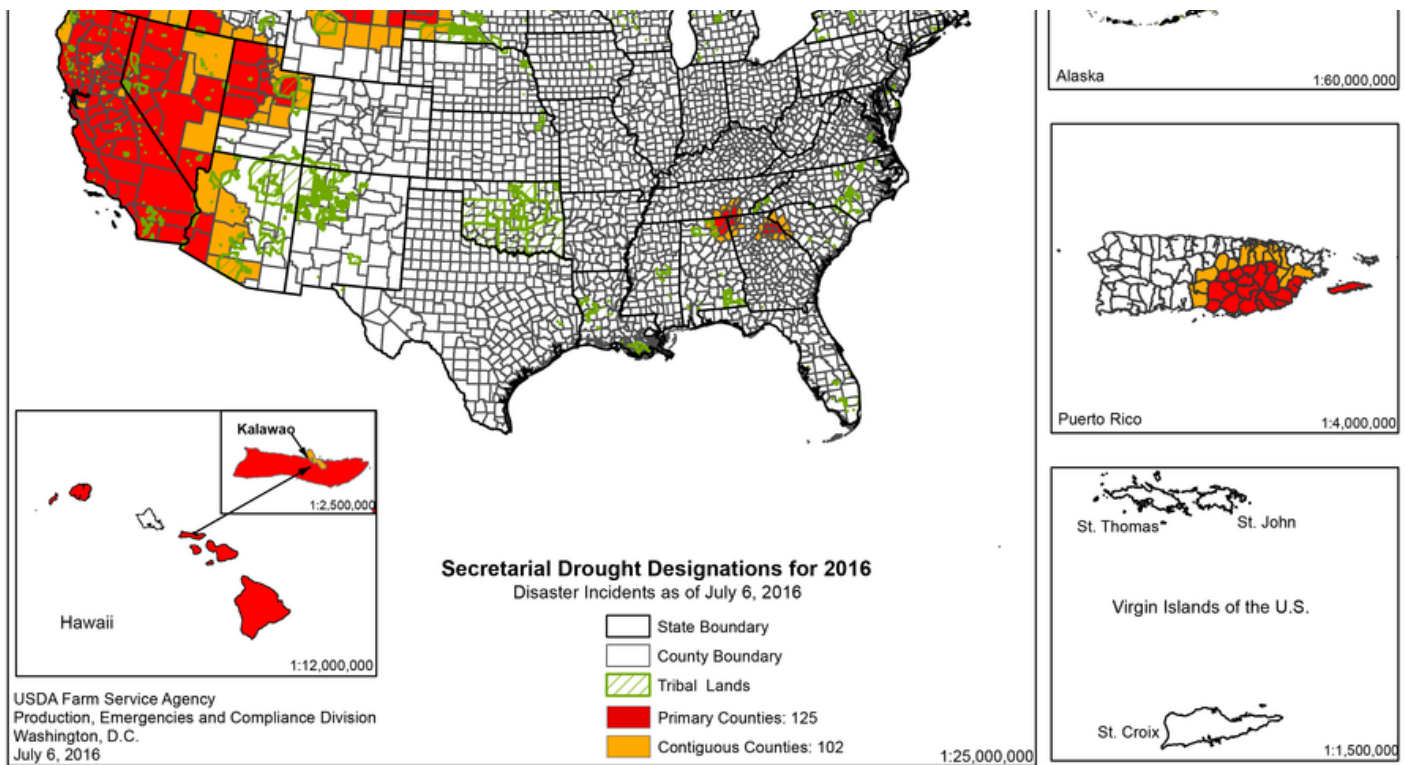 Alaska
1:60,000,000
Puerto Rico
1:4,000,000
Kalawao
1:2,500,000
Hawaii
1:12,000,000
Secretarial Drought Designations for 2016
Disaster Incidents as of July 6, 2016
State Boundary
County Boundary
Tribal Lands
Primary Counties: 125
Contiguous Counties: 102
1:25,000,000
USDA Farm Service Agency
Production, Emergencies and Compliance Division
Washington, D.C.
July 6, 2016
St. Thomas
St. John
Virgin Islands of the U.S.
St. Croix
1:1,500,000